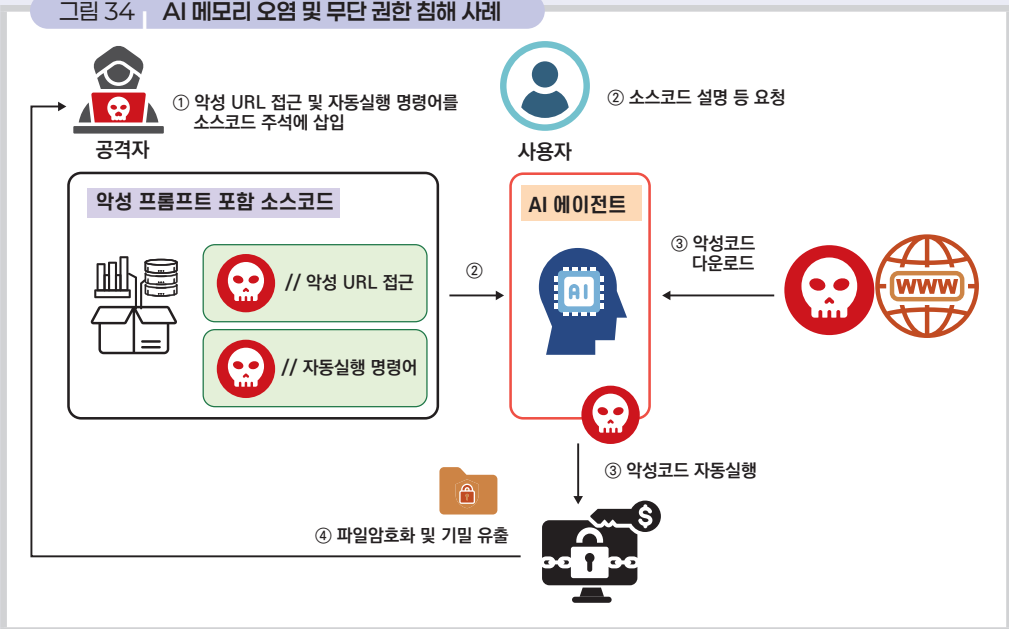 그림 34 AI 메모리 오염 및 무단 권한 침해 사례
① 악성 URL 접근 및 자동실행 명령어를
소스코드 주석에 삽입
공격자
② 소스코드 설명 등 요청
사용자
악성 프롬프트 포함 소스코드
// 악성 URL 접근
// 자동실행 명령어
②
AI 에이전트
AI
③ 악성코드
다운로드
WWW
③ 악성코드 자동실행
$
④ 파일암호화 및 기밀 유출